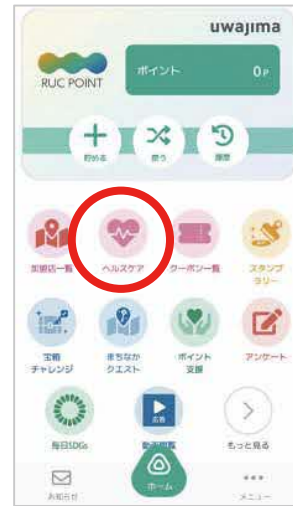 uwajima
RUC POINT
ポイント 0P
貯める 使う 履歴
加盟店一覧 ヘルスケア クーポン一覧 スタンプ
ラリー
宝箱
チャレンジ
まちなか
クエスト
ポイント
支援
アンケート
広告
毎日SDGs 動画閲覧 もっと見る
お知らせ ホーム メニュー